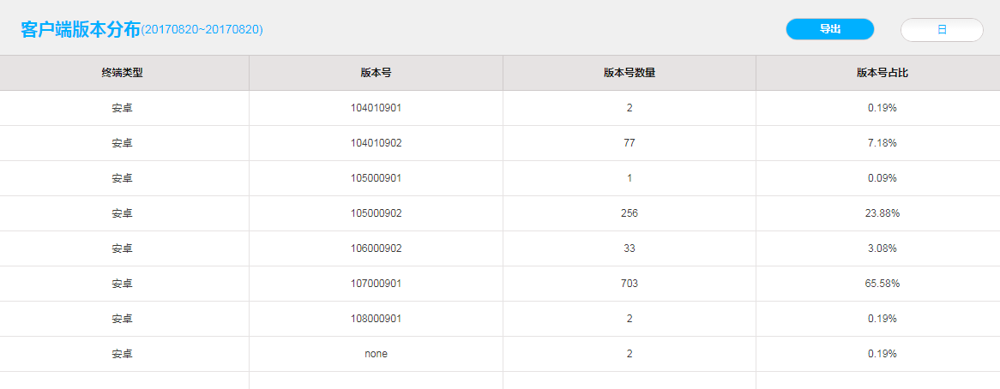 客户端版本分布(20170820~20170820) 导出 日
终端类型 版本号 版本号数量 版本号占比
安卓 104010901 2 0.19%
安卓 104010902 77 7.18%
安卓 105000901 1 0.09%
安卓 105000902 256 23.88%
安卓 106000902 33 3.08%
安卓 107000901 703 65.58%
安卓 108000901 2 0.19%
安卓 none 2 0.19%